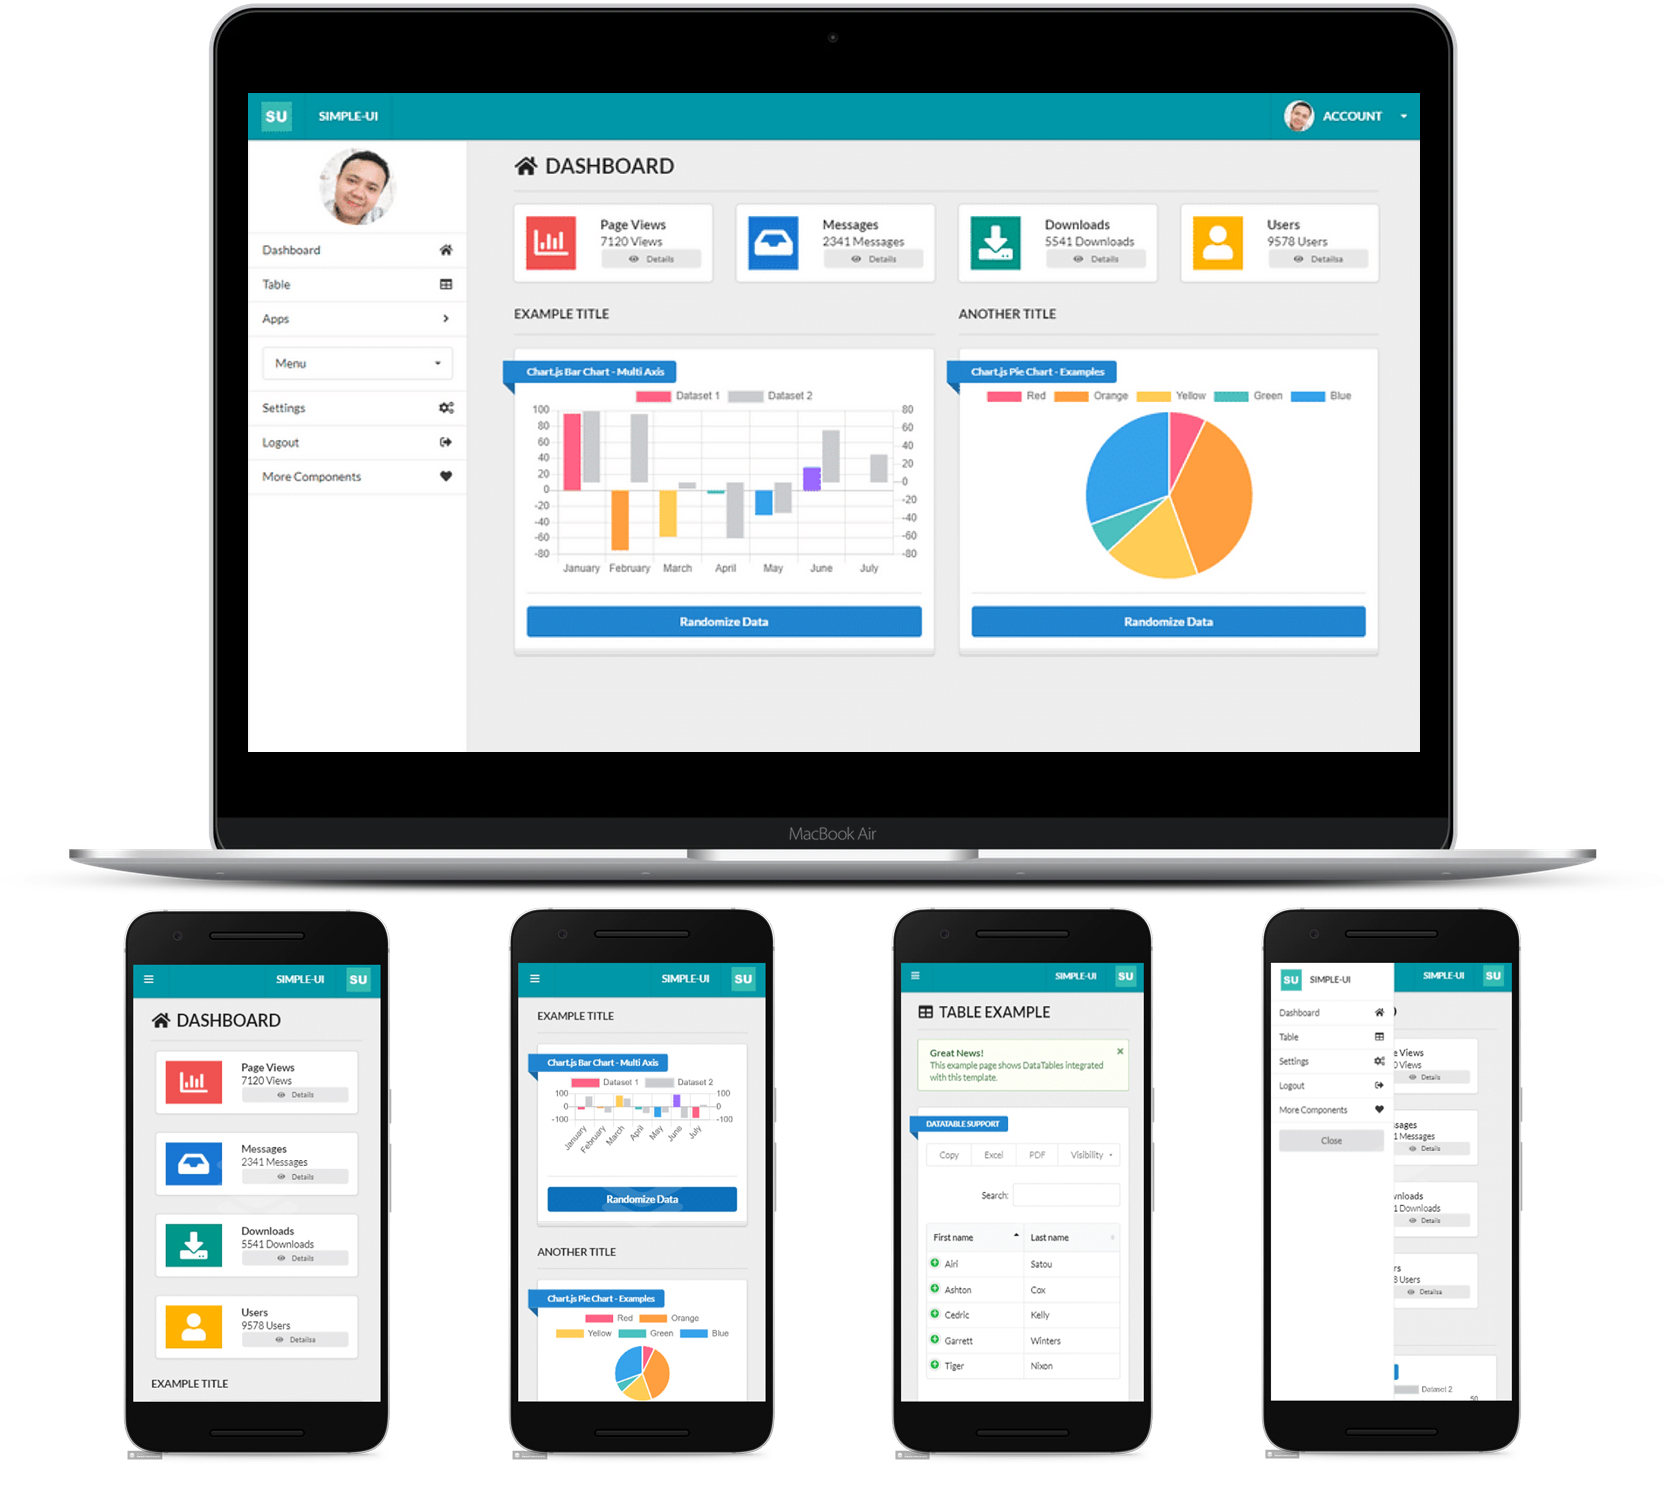 SU SIMPLE-UI ACCOUNT
Dashboard
Table
Apps
Menu
Settings
Logout
More Components
DASHBOARD
Page Views
7120 Views
Details
Messages
2341 Messages
Details
Downloads
5541 Downloads
Details
Users
9578 Users
Detailsa
EXAMPLE TITLE
Chart.js Bar Chart - Multi Axis
Dataset 1 Dataset 2
100 80
80 60
60 40
40 20
20 0
0 -20
-20 -40
-40 -60
-60 -80
-80
January February March April May June July
Randomize Data
ANOTHER TITLE
Chart.js Pie Chart - Examples
Red Orange Yellow Green Blue
Randomize Data
MacBook Air
SIMPLE-UI SU
DASHBOARD
Page Views
7120 Views
Details
Messages
2341 Messages
Details
Downloads
5541 Downloads
Details
Users
9578 Users
Detailsa
EXAMPLE TITLE
SIMPLE-UI SU
EXAMPLE TITLE
Chart.js Bar Chart - Multi Axis
Dataset 1 Dataset 2
100 100
0 0
-100 -100
January February March April May June July
Randomize Data
ANOTHER TITLE
Chart.js Pie Chart - Examples
Red Orange
Yellow Green Blue
SIMPLE-UI SU
TABLE EXAMPLE
Great News!
This example page shows DataTables integrated
with this template.
DATATABLE SUPPORT
Copy Excel PDF Visibility
Search:
First name Last name
Airi Satou
Ashton Cox
Cedric Kelly
Garrett Winters
Tiger Nixon
SU SIMPLE-UI
Dashboard
Table
Settings
Logout
More Components
Close
SIMPLE-UI SU
e Views
0 Views
Details
sages
1 Messages
Details
wnloads
1 Downloads
Details
rs
8 Users
Detailsa
Dataset 2
50